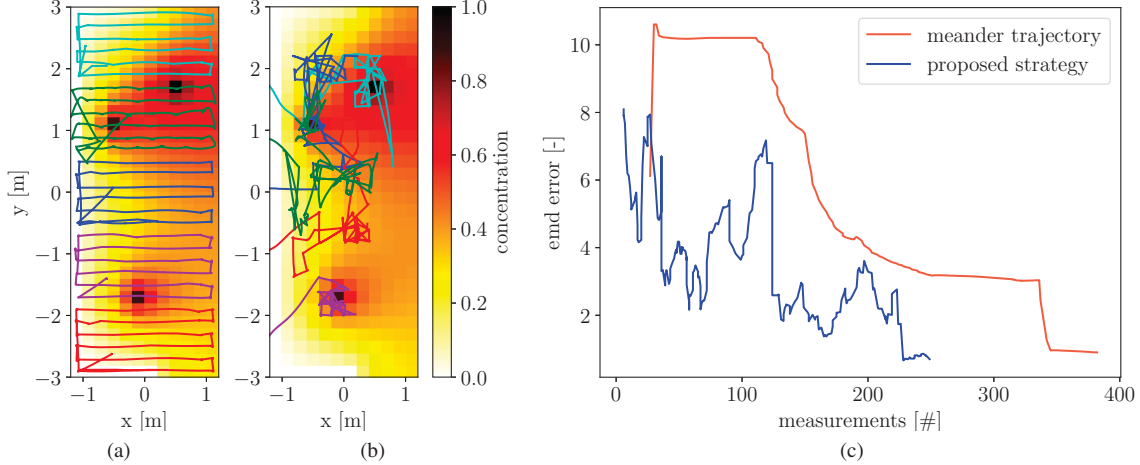 3
2
1
0
−1
−2
−3
y [m]
−1 0 1
x [m]
(a)
3
2
1
0
−1
−2
−3
−1 0 1
x [m]
(b)
1.0
0.8
0.6
0.4
0.2
0.0
concentration
meander trajectory
proposed strategy
10
8
6
4
2
emd error [-]
0 100 200 300 400
measurements [#]
(c)